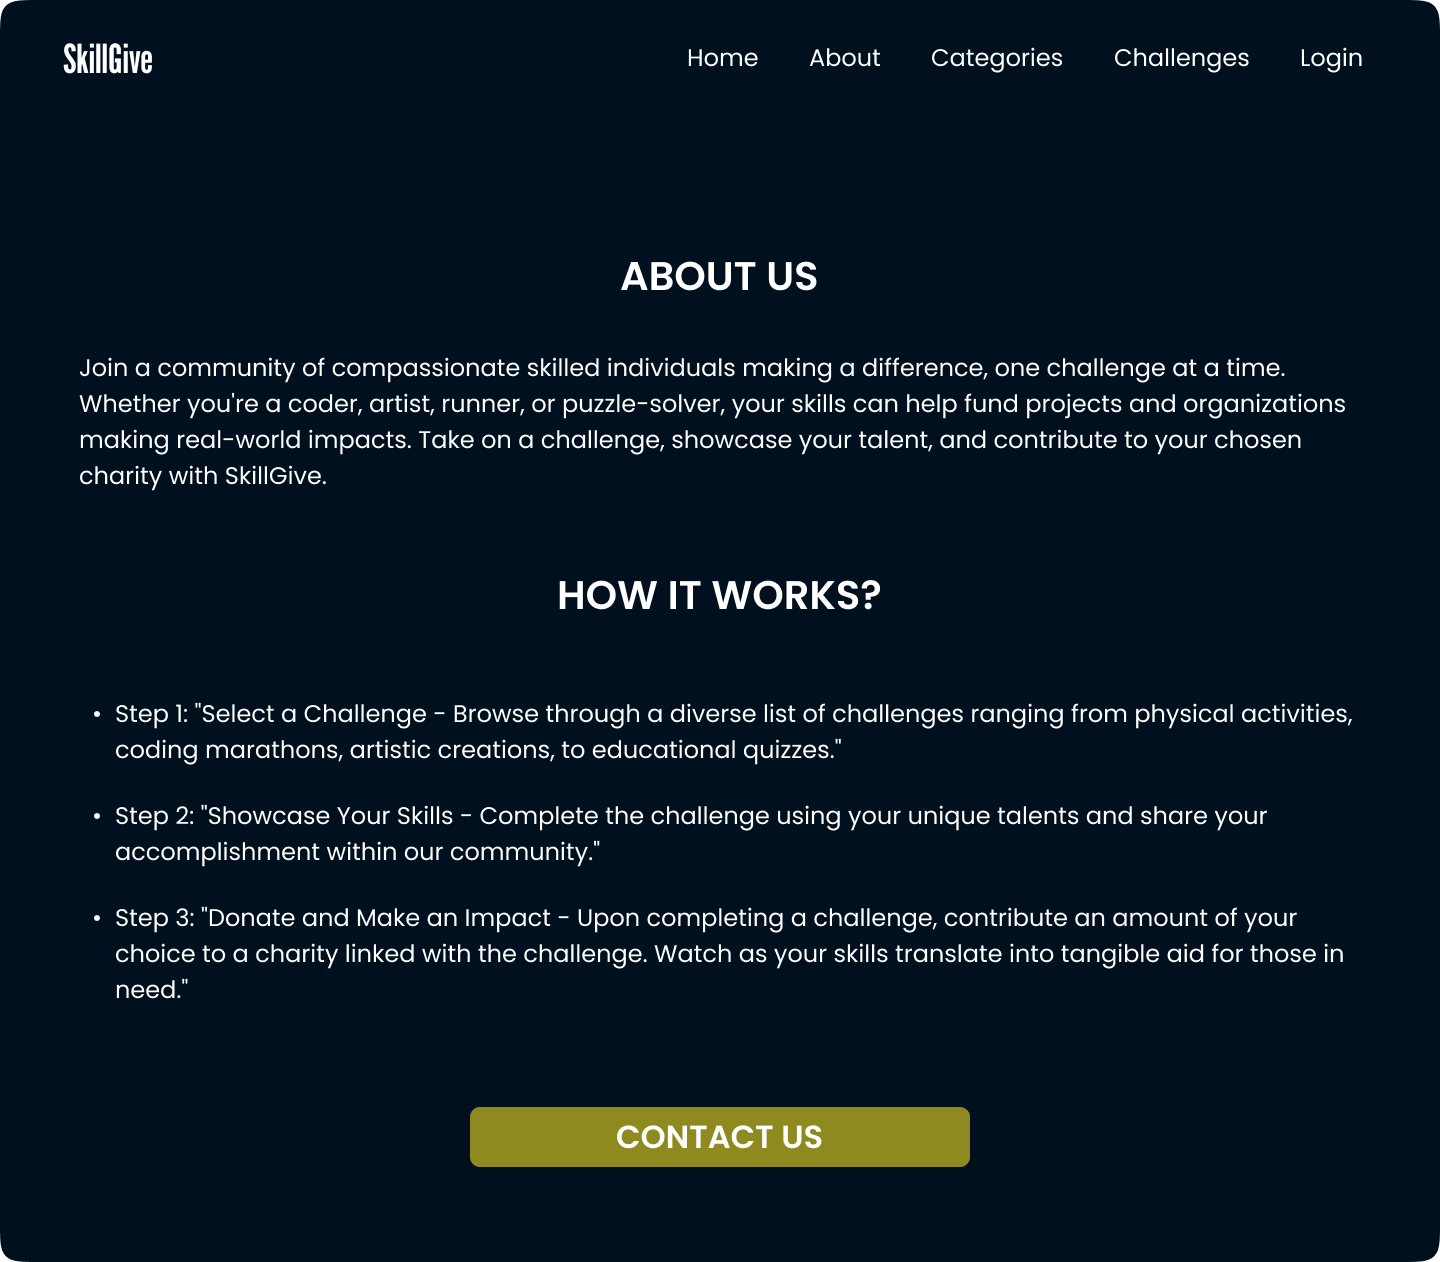 SkillGive
Home About Categories Challenges Login
ABOUT US
Join a community of compassionate skilled individuals making a difference, one challenge at a time.
Whether you're a coder, artist, runner, or puzzle-solver, your skills can help fund projects and organizations
making real-world impacts. Take on a challenge, showcase your talent, and contribute to your chosen
charity with SkillGive.
HOW IT WORKS?
• Step 1: "Select a Challenge - Browse through a diverse list of challenges ranging from physical activities,
coding marathons, artistic creations, to educational quizzes."
• Step 2: "Showcase Your Skills - Complete the challenge using your unique talents and share your
accomplishment within our community."
• Step 3: "Donate and Make an Impact - Upon completing a challenge, contribute an amount of your
choice to a charity linked with the challenge. Watch as your skills translate into tangible aid for those in
need."
CONTACT US